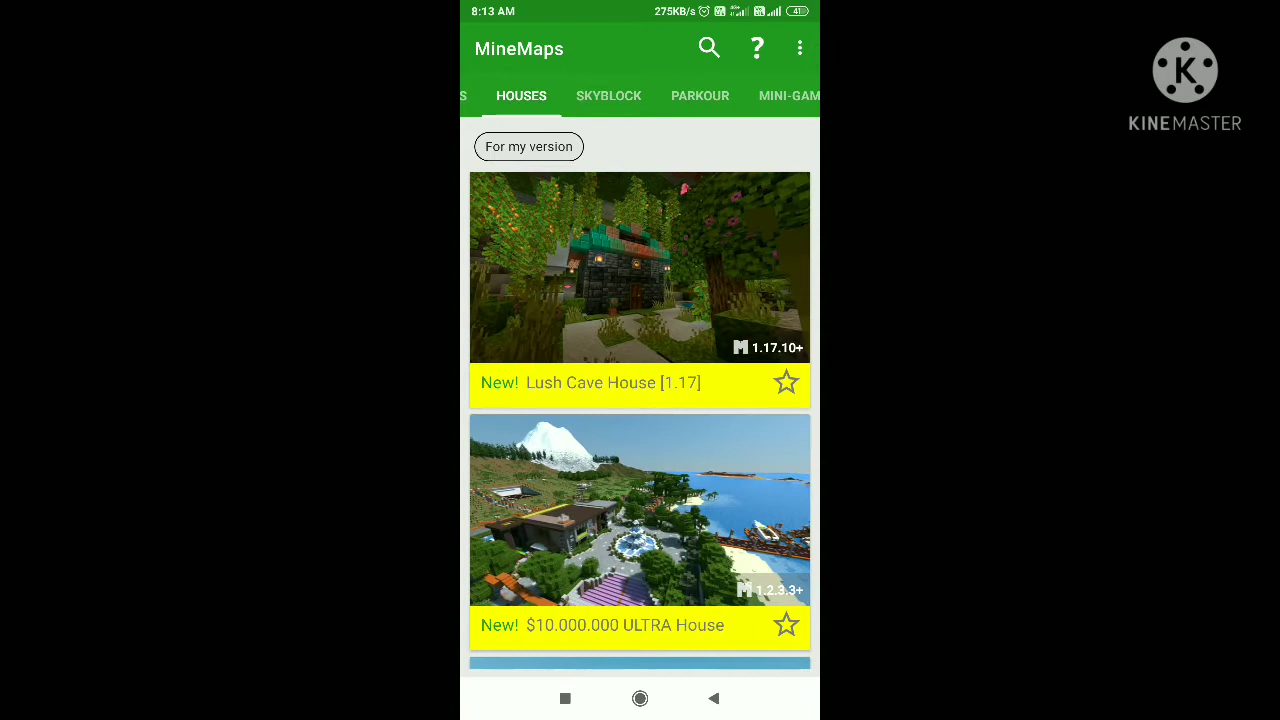 8:13 AM
275KB/s
41
MineMaps
?
KINEMASTER
S
HOUSES
SKYBLOCK
PARKOUR
MINI-GAM
For my version
1.17.10+
New! Lush Cave House [1.17]
1.2.3.3+
New! $10.000.000 ULTRA House